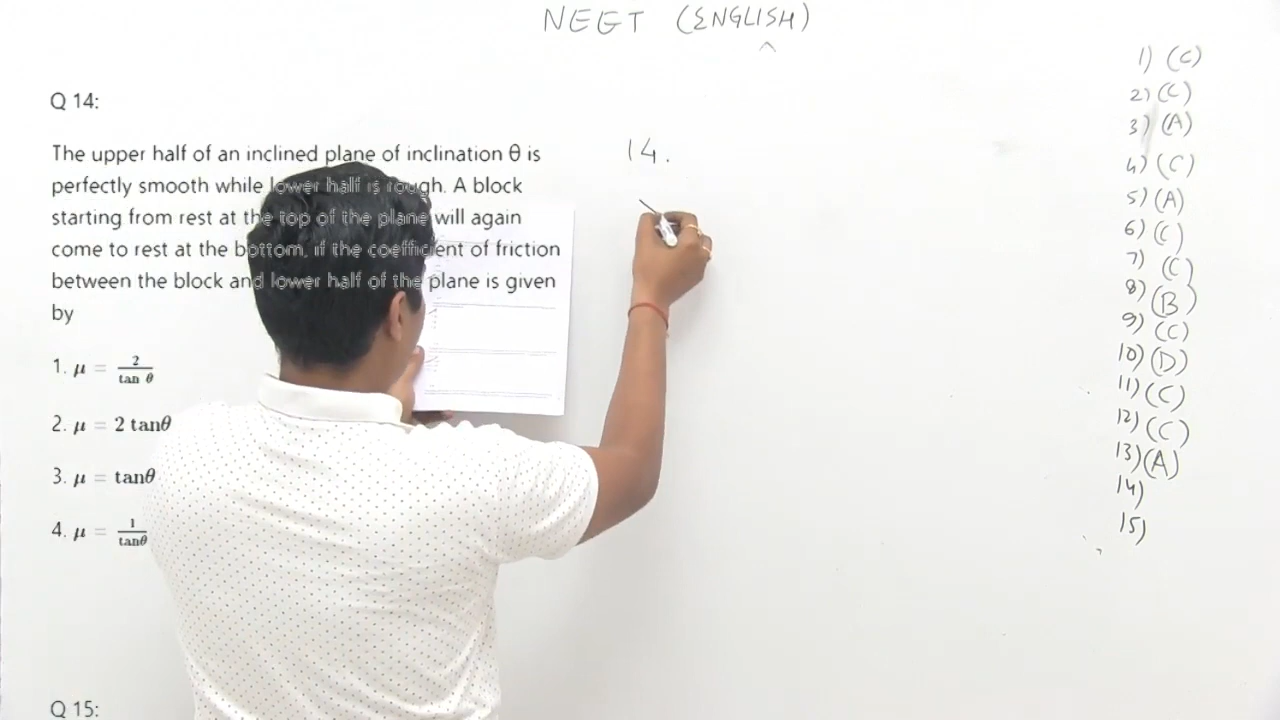 NEET (ENGLISH)
^
Q 14:
The upper half of an inclined plane of inclination θ is
perfectly smooth while lower half is rough. A block
starting from rest at the top of the plane will again
come to rest at the bottom, if the coefficient of friction
between the block and lower half of the plane is given
by
1. μ = 2/tan θ
2. μ = 2 tanθ
3. μ = tanθ
4. μ = 1/tanθ
Q 15:
14.
1) (C)
2) (C)
3) (A)
4) (C)
5) (A)
6) (C)
7) (C)
8) (B)
9) (C)
10) (D)
11) (C)
12) (C)
13) (A)
14)
15)